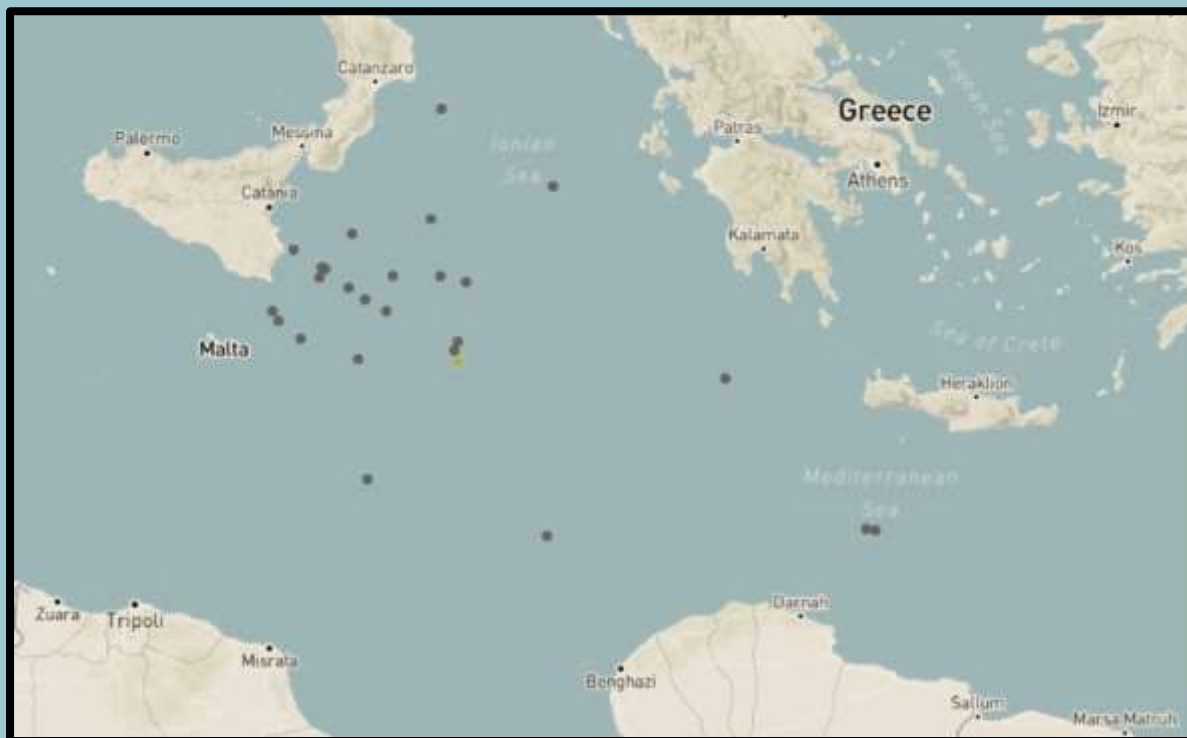 Catanzaro
Greece
Aegean Sea
Izmir
Palermo
Messina
Patras
Ionian
Sea
Athens
Catania
Kalamata
Kos
Malta
Sea of Crete
Heraklion
Mediterranean
Sea
Zuara
Tripoli
Darnah
Misrata
Benghazi
Sallum
Marsa Matruh